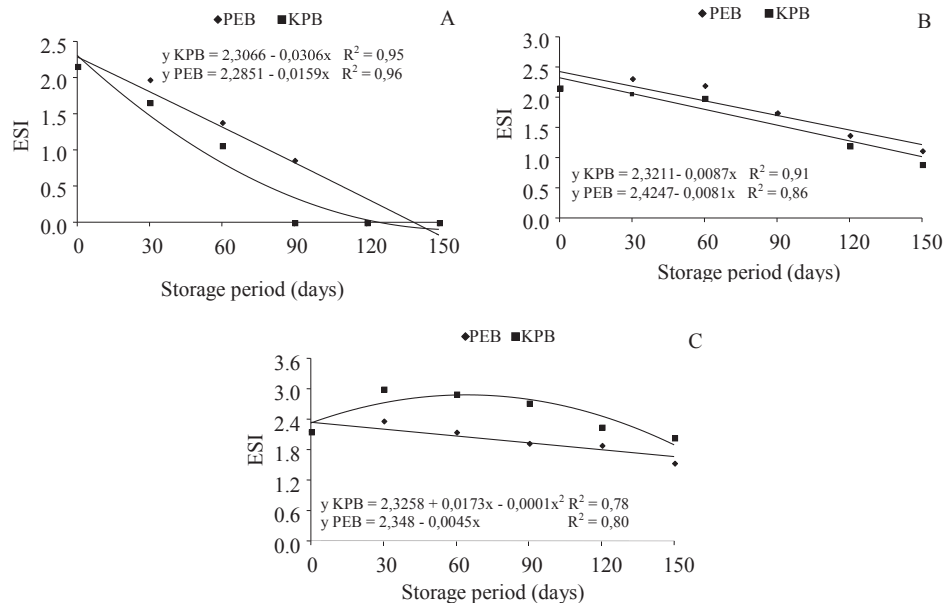 ◆PEB ■KPB
A
y KPB = 2,3066 - 0,0306x R² = 0,95
y PEB = 2,2851 - 0,0159x R² = 0,96
ESI
2.5
2.0
1.5
1.0
0.5
0.0
0 30 60 90 120 150
Storage period (days)
◆PEB ■KPB
B
ESI
3.0
2.5
2.0
1.5
1.0
0.5
0.0
y KPB = 2,3211- 0,0087x R² = 0,91
y PEB = 2,4247- 0,0081x R² = 0,86
0 30 60 90 120 150
Storage period (days)
◆PEB ■KPB
C
ESI
3.6
3.0
2.4
1.8
1.2
0.6
0.0
y KPB = 2,3258 + 0,0173x - 0,0001x² R² = 0,78
y PEB = 2,348 - 0,0045x R² = 0,80
0 30 60 90 120 150
Storage period (days)